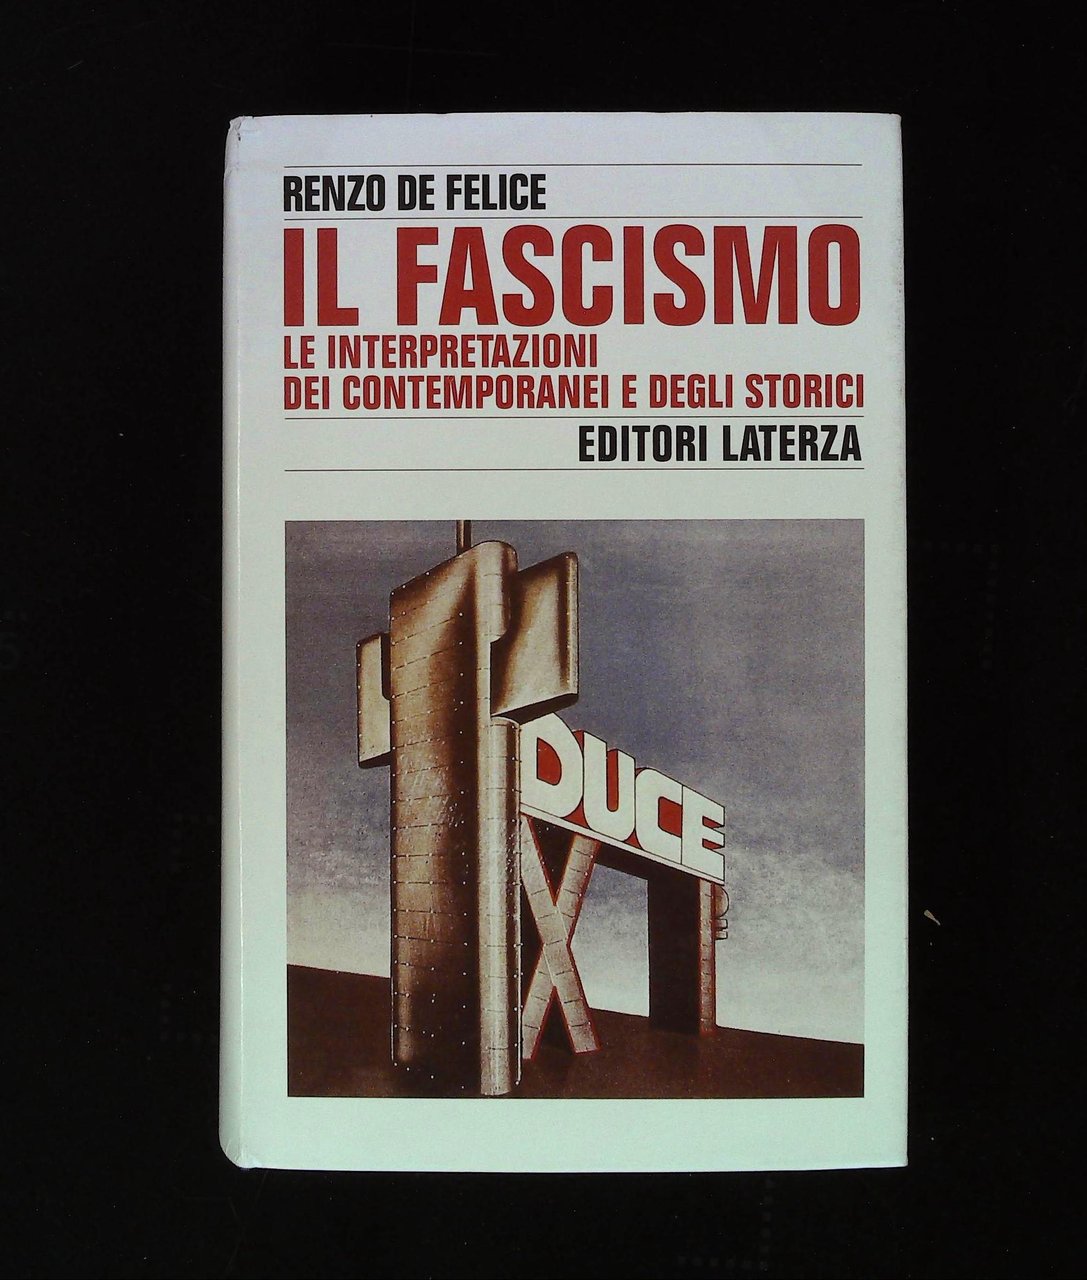 RENZO DE FELICE
IL FASCISMO
LE INTERPRETAZIONI
DEI CONTEMPORANEI E DEGLI STORICI
EDITORI LATERZA
DUCE
X